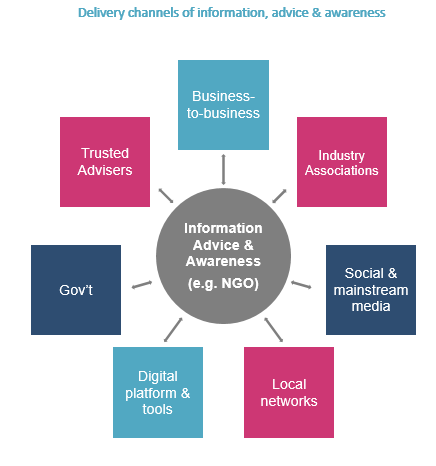 Delivery channels of information, advice & awareness
Business-
to-business
Trusted
Advisers
Industry
Associations
Information
Advice &
Awareness
(e.g. NGO)
Gov't
Social &
mainstream
media
Digital
platform &
tools
Local
networks